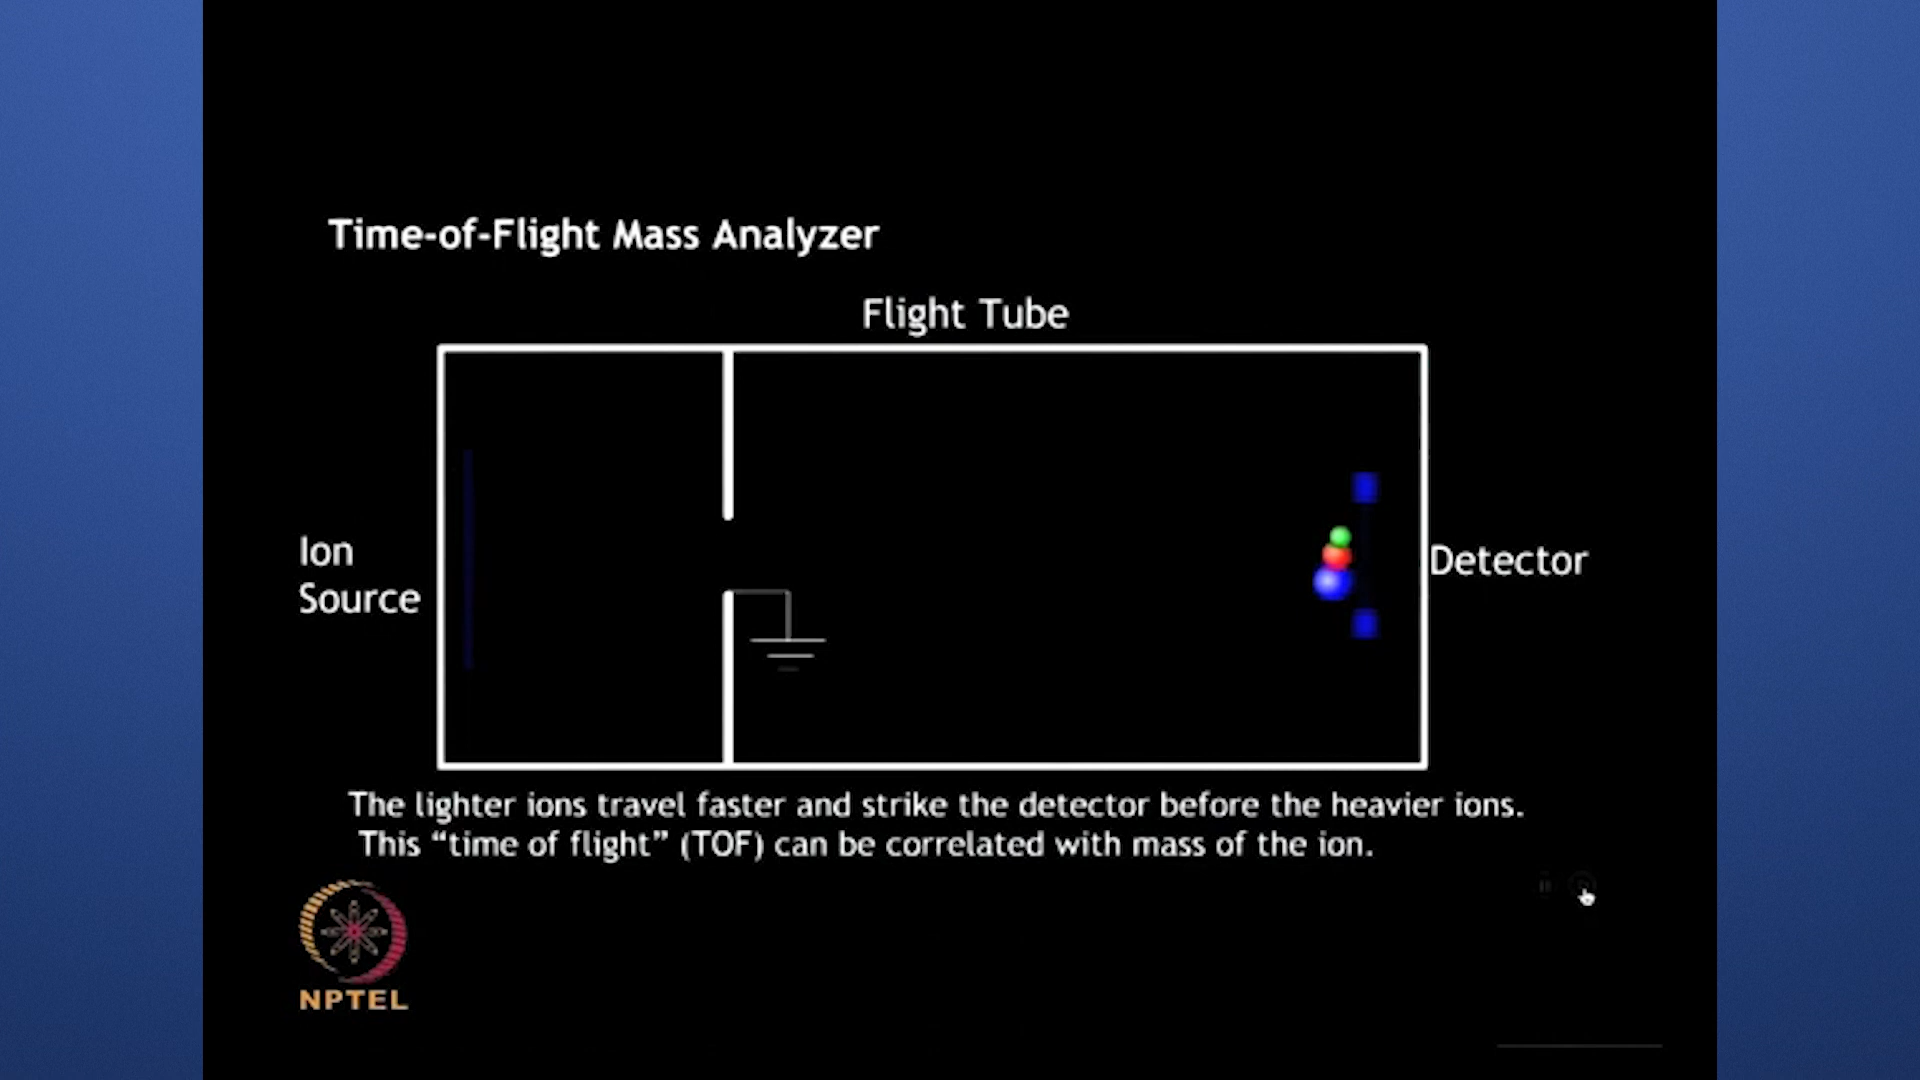 Time-of-Flight Mass Analyzer
Flight Tube
Ion
Source
Detector
The lighter ions travel faster and strike the detector before the heavier ions.
This “time of flight” (TOF) can be correlated with mass of the ion.
NPTEL